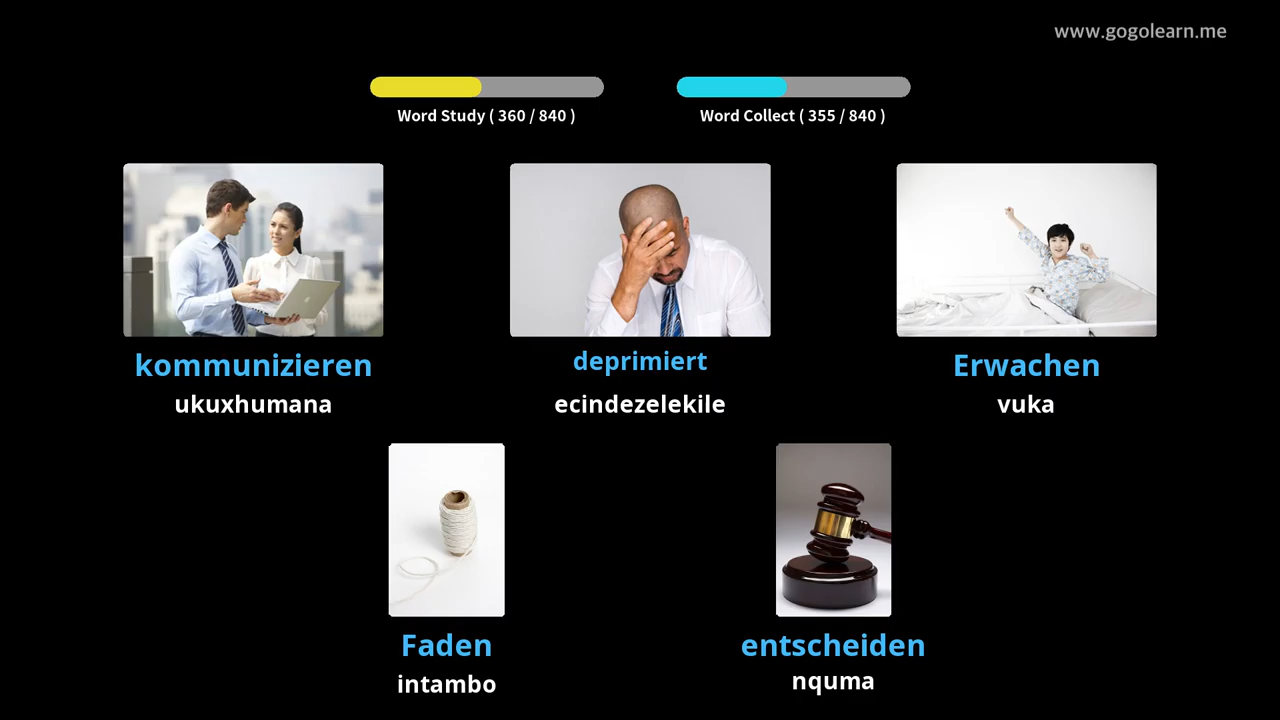 www.gogolearn.me
Word Study ( 360 / 840 )
Word Collect ( 355 / 840 )
kommunizieren
ukuxhumana
deprimiert
ecindezelekile
Erwachen
vuka
Faden
intambo
entscheiden
nquma